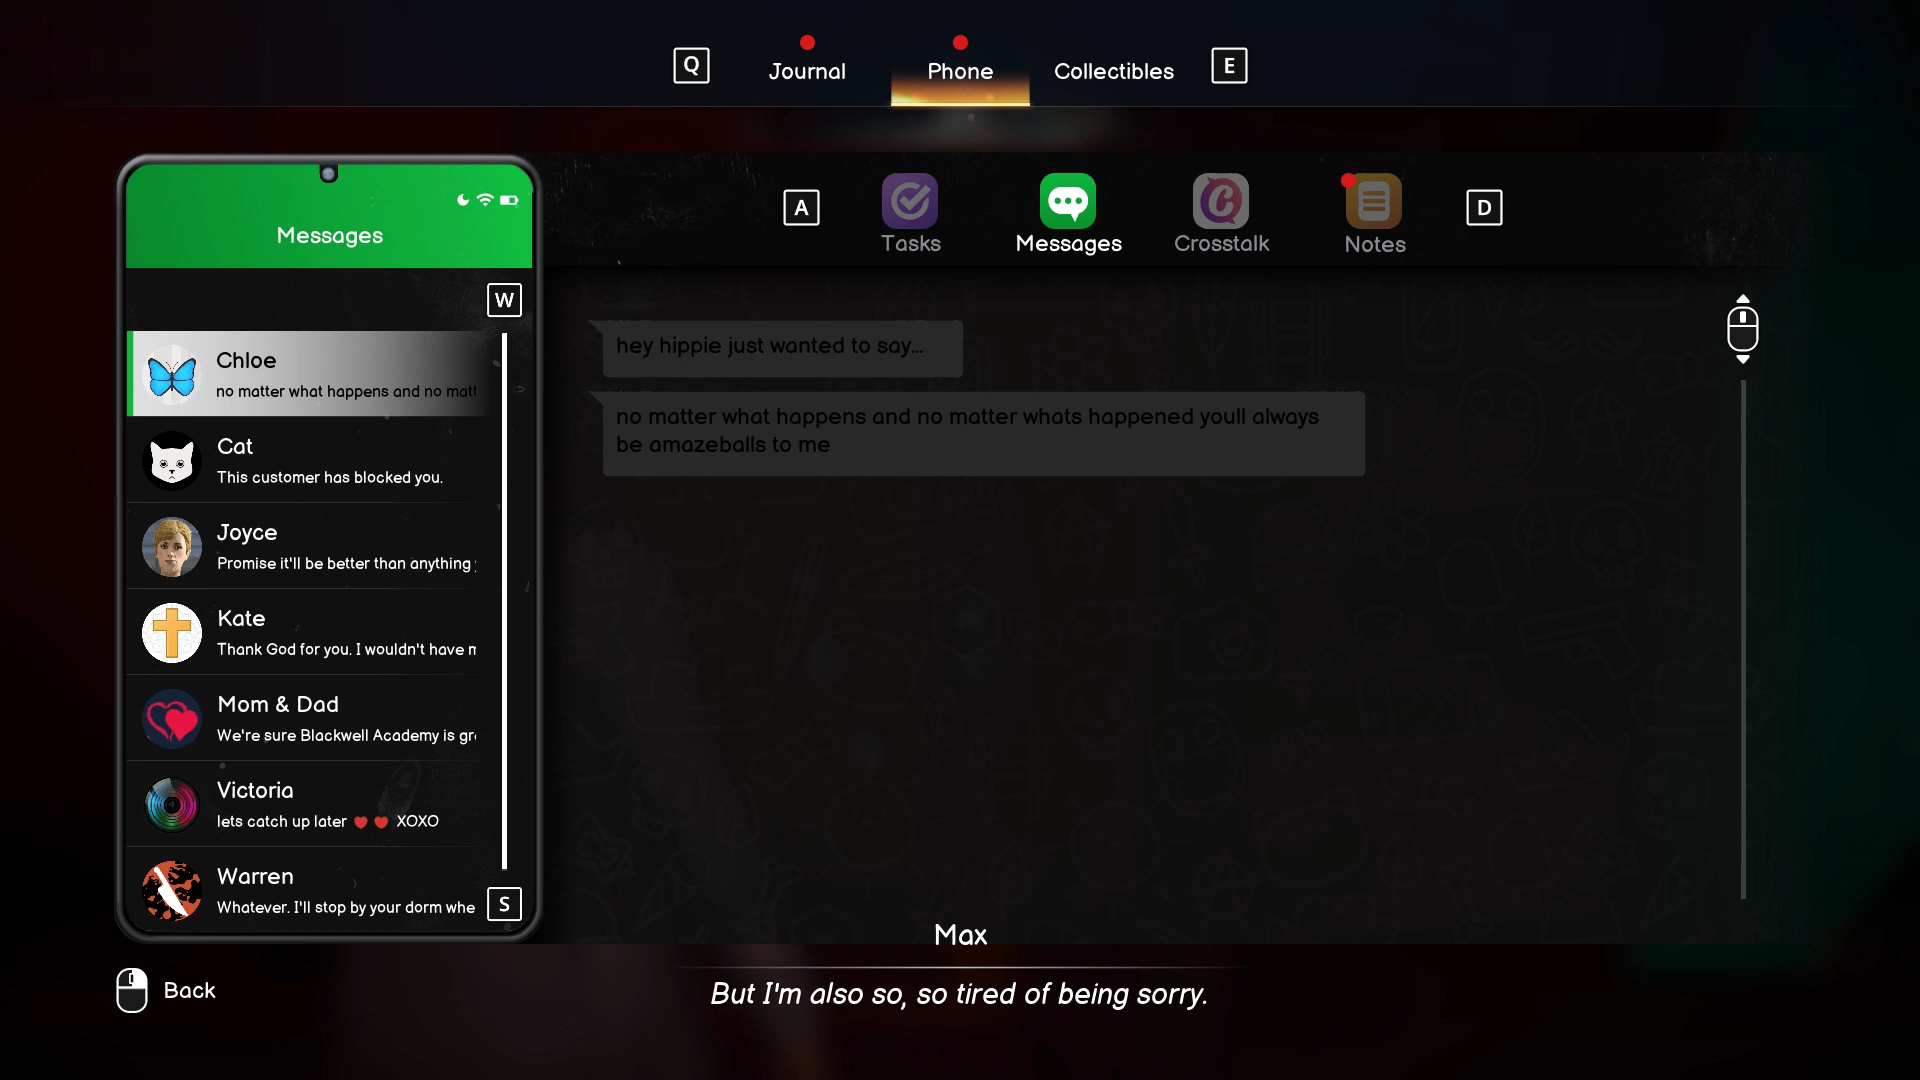 Q
Journal
Phone
Collectibles
E
Messages
A
Tasks
Messages
Crosstalk
Notes
D
W
Chloe
no matter what happens and no matt
Cat
This customer has blocked you.
Joyce
Promise it'll be better than anything
Kate
Thank God for you. I wouldn't have m
Mom & Dad
We're sure Blackwell Academy is gr
Victoria
lets catch up later ❤️ ❤️ XOXO
Warren
Whatever. I'll stop by your dorm whe
S
hey hippie just wanted to say...
no matter what happens and no matter whats happened youll always
be amazeballs to me
Max
But I'm also so, so tired of being sorry.
Back